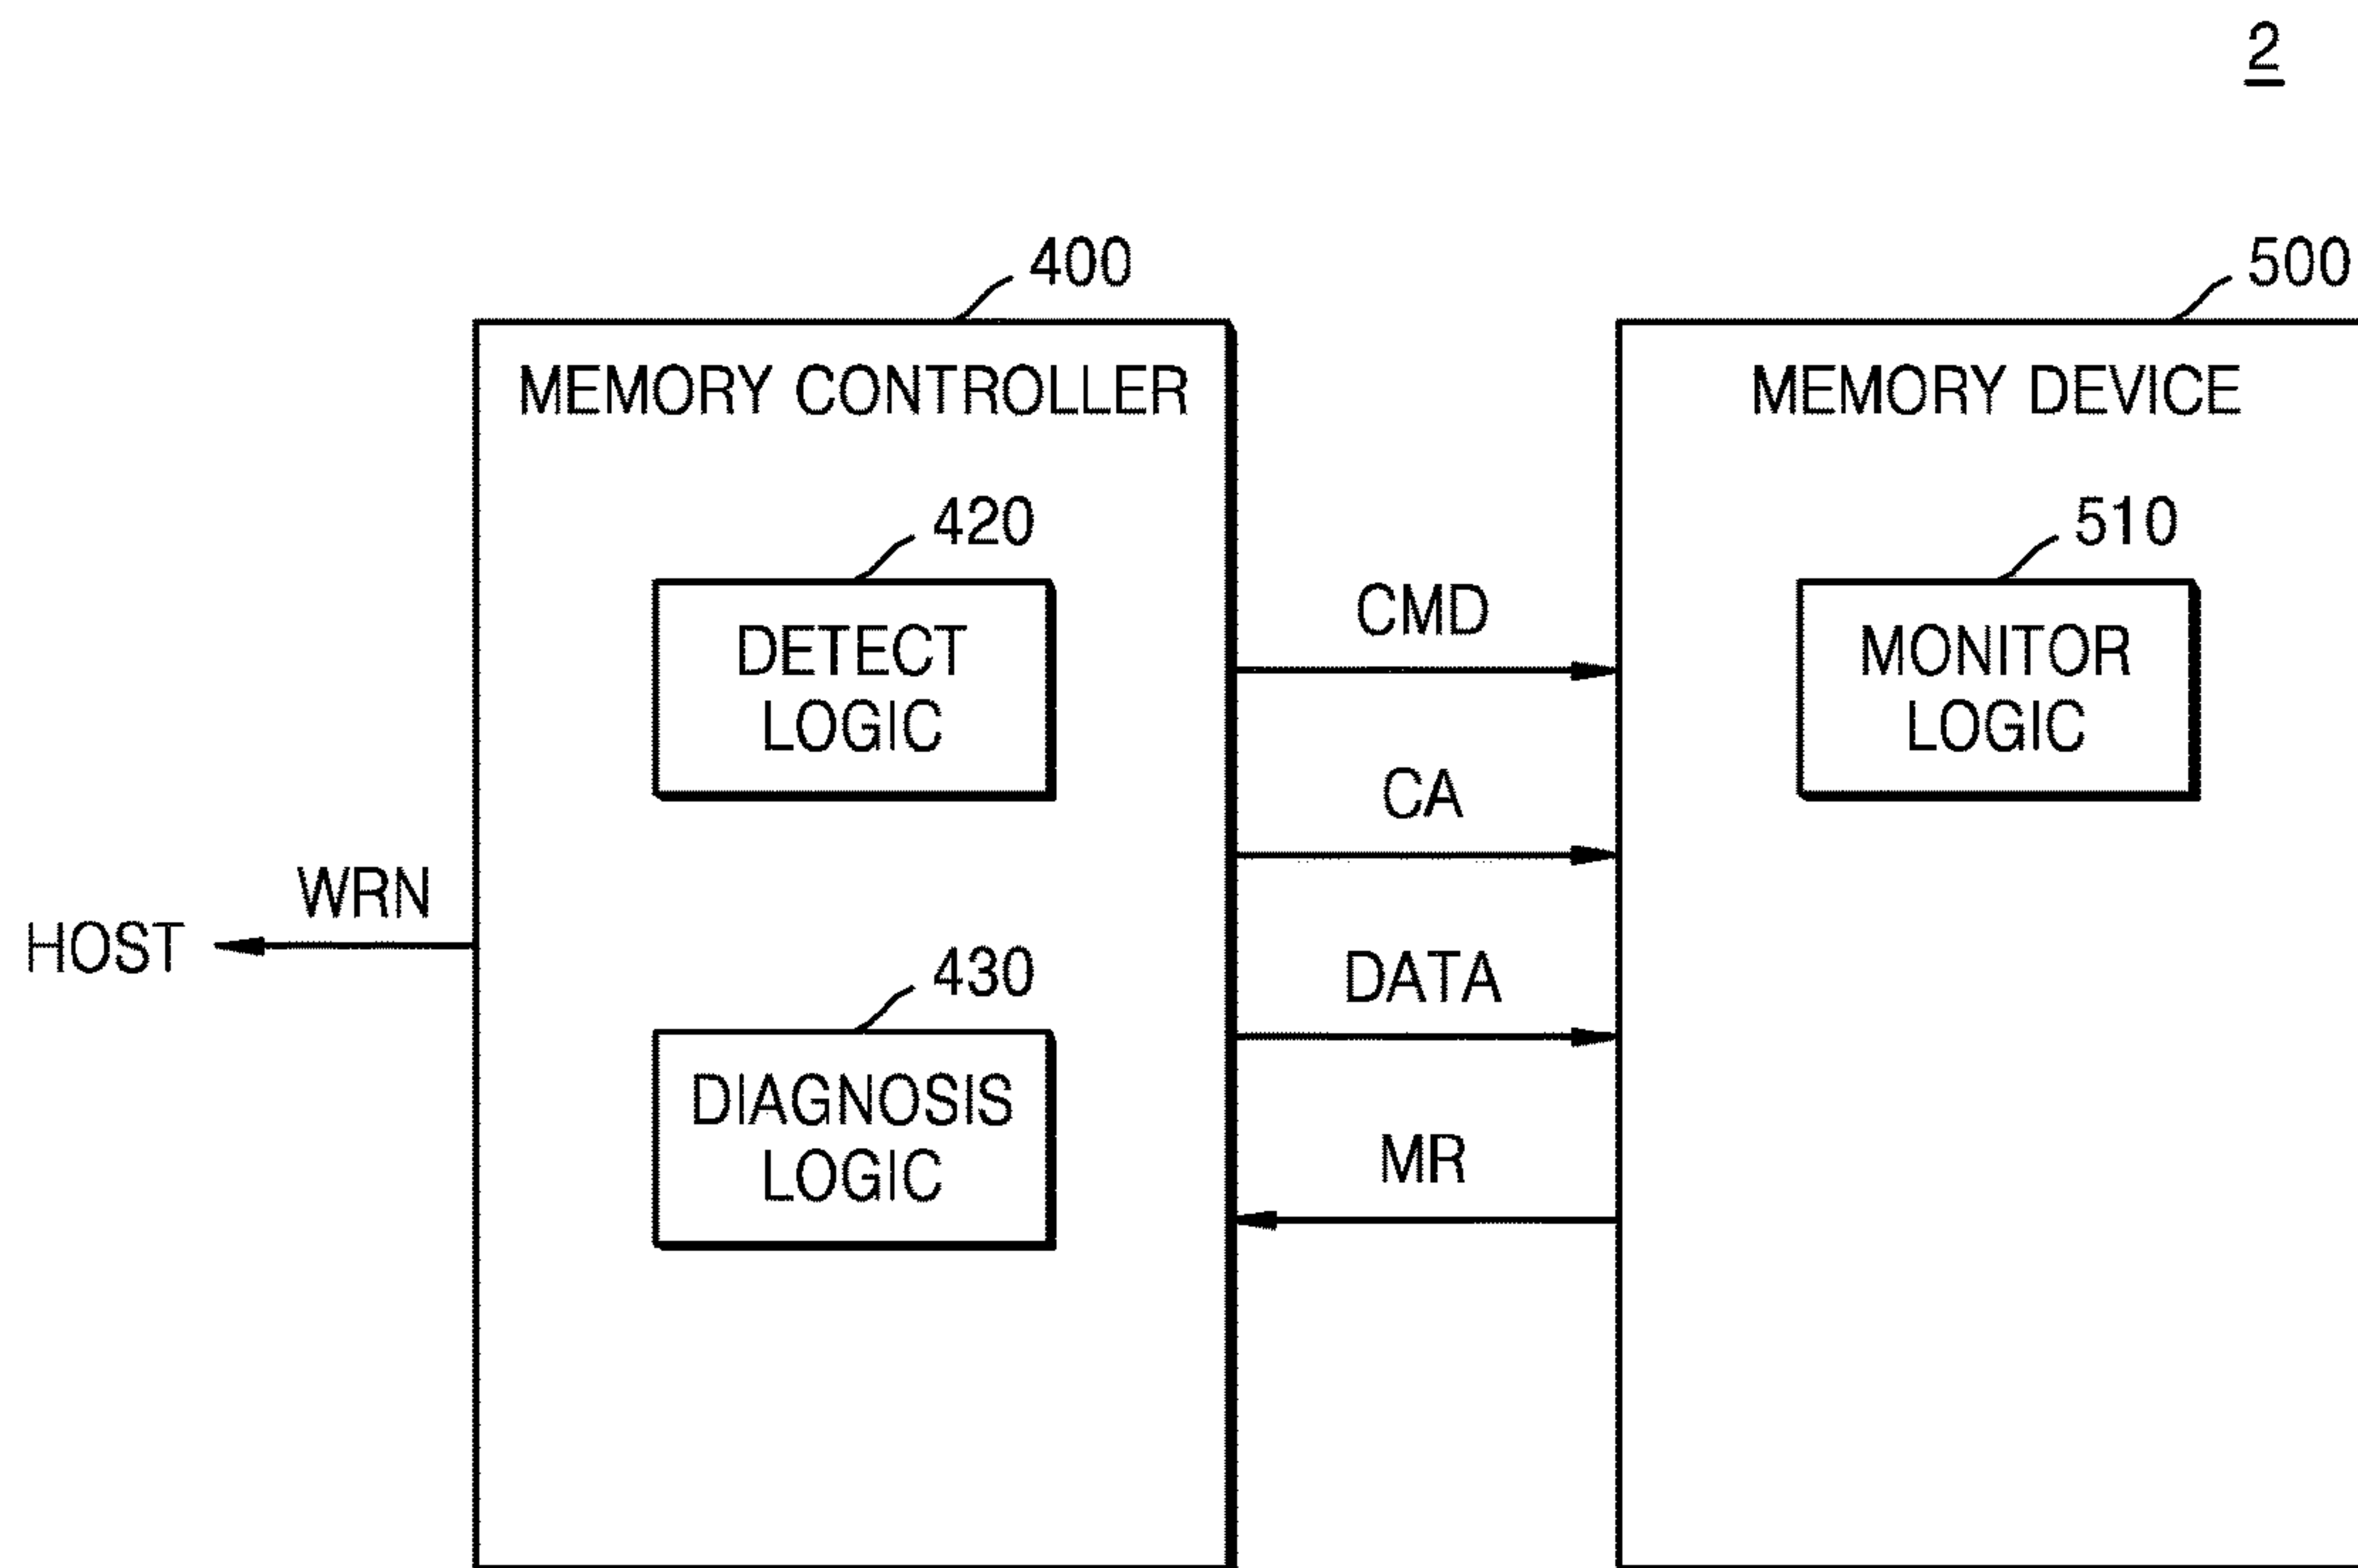 2
400
500
MEMORY CONTROLLER
MEMORY DEVICE
420
510
DETECT
LOGIC
MONITOR
LOGIC
CMD
CA
WRN
HOST
DATA
430
DIAGNOSIS
LOGIC
MR